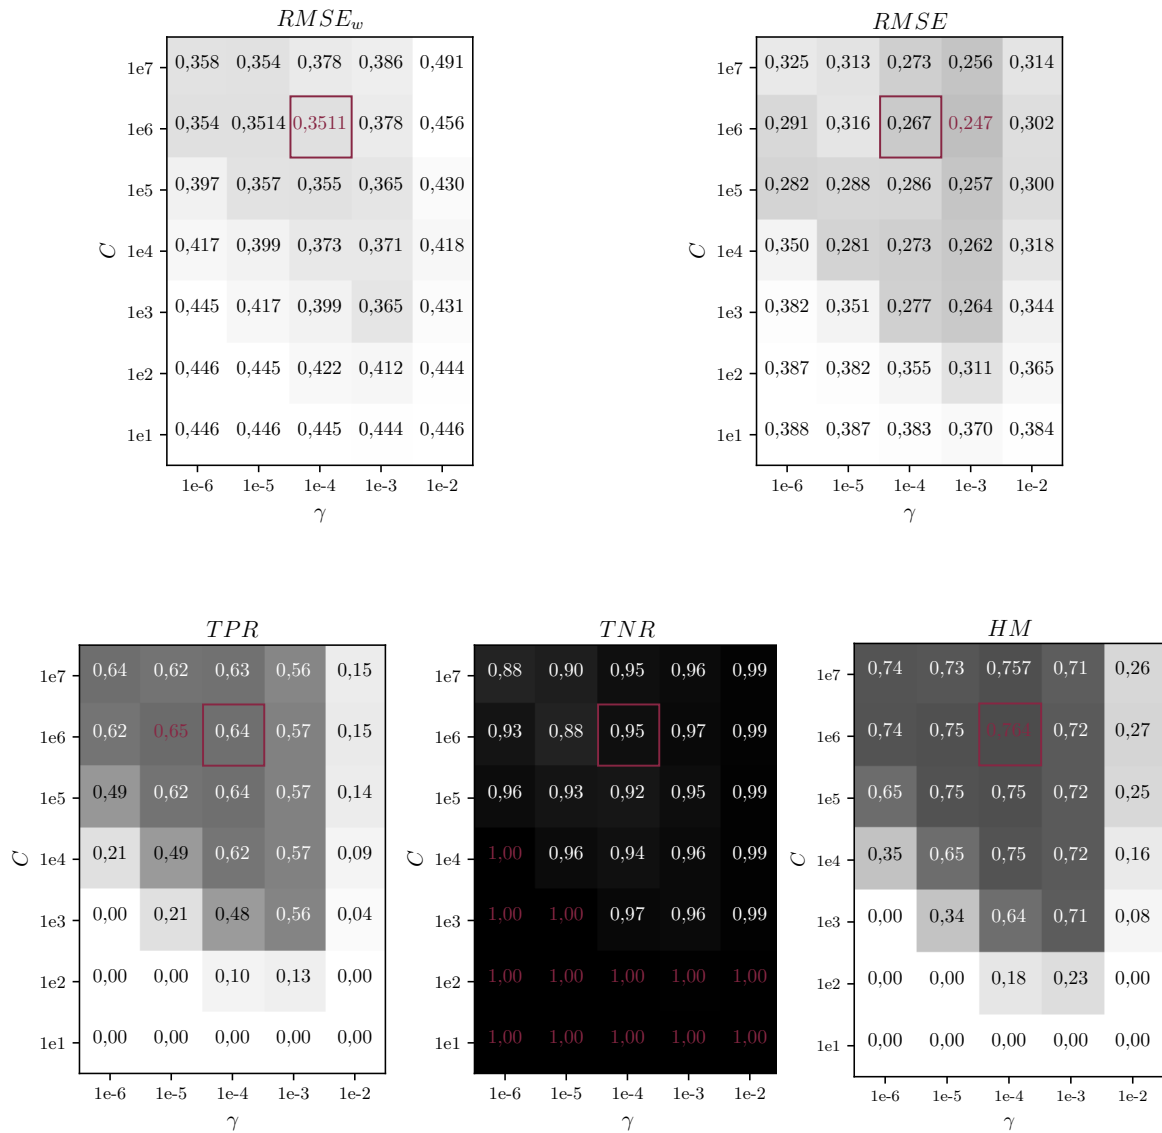 RMSE_w
1e7 0,358 0,354 0,378 0,386 0,491
1e6 0,354 0,3514 0,3511 0,378 0,456
1e5 0,397 0,357 0,355 0,365 0,430
C
1e4 0,417 0,399 0,373 0,371 0,418
1e3 0,445 0,417 0,399 0,365 0,431
1e2 0,446 0,445 0,422 0,412 0,444
1e1 0,446 0,446 0,445 0,444 0,446
1e-6 1e-5 1e-4 1e-3 1e-2
γ
RMSE
1e7 0,325 0,313 0,273 0,256 0,314
1e6 0,291 0,316 0,267 0,247 0,302
1e5 0,282 0,288 0,286 0,257 0,300
C
1e4 0,350 0,281 0,273 0,262 0,318
1e3 0,382 0,351 0,277 0,264 0,344
1e2 0,387 0,382 0,355 0,311 0,365
1e1 0,388 0,387 0,383 0,370 0,384
1e-6 1e-5 1e-4 1e-3 1e-2
γ
TPR
1e7 0,64 0,62 0,63 0,56 0,15
1e6 0,62 0,65 0,64 0,57 0,15
1e5 0,49 0,62 0,64 0,57 0,14
C
1e4 0,21 0,49 0,62 0,57 0,09
1e3 0,00 0,21 0,48 0,56 0,04
1e2 0,00 0,00 0,10 0,13 0,00
1e1 0,00 0,00 0,00 0,00 0,00
1e-6 1e-5 1e-4 1e-3 1e-2
γ
TNR
1e7 0,88 0,90 0,95 0,96 0,99
1e6 0,93 0,88 0,95 0,97 0,99
1e5 0,96 0,93 0,92 0,95 0,99
C
1e4 1,00 0,96 0,94 0,96 0,99
1e3 1,00 1,00 0,97 0,96 0,99
1e2 1,00 1,00 1,00 1,00 1,00
1e1 1,00 1,00 1,00 1,00 1,00
1e-6 1e-5 1e-4 1e-3 1e-2
γ
HM
1e7 0,74 0,73 0,757 0,71 0,26
1e6 0,74 0,75 0,764 0,72 0,27
1e5 0,65 0,75 0,75 0,72 0,25
C
1e4 0,35 0,65 0,75 0,72 0,16
1e3 0,00 0,34 0,64 0,71 0,08
1e2 0,00 0,00 0,18 0,23 0,00
1e1 0,00 0,00 0,00 0,00 0,00
1e-6 1e-5 1e-4 1e-3 1e-2
γ